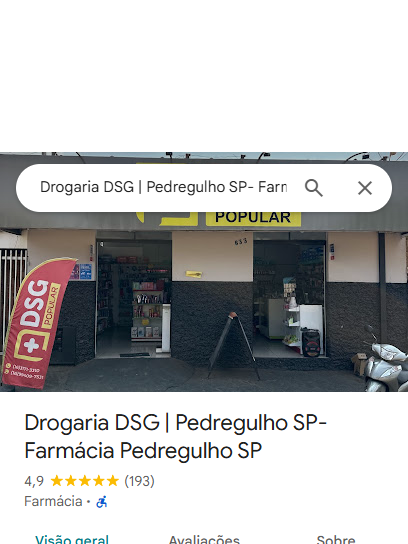 Drogaria DSG | Pedregulho SP- Farm
POPULAR
633
DSG
POPULAR
Drogaria DSG | Pedregulho SP-
Farmácia Pedregulho SP
4,9 ★★★★★ (193)
Farmácia ·
Visão geral
Avaliações
Sobre